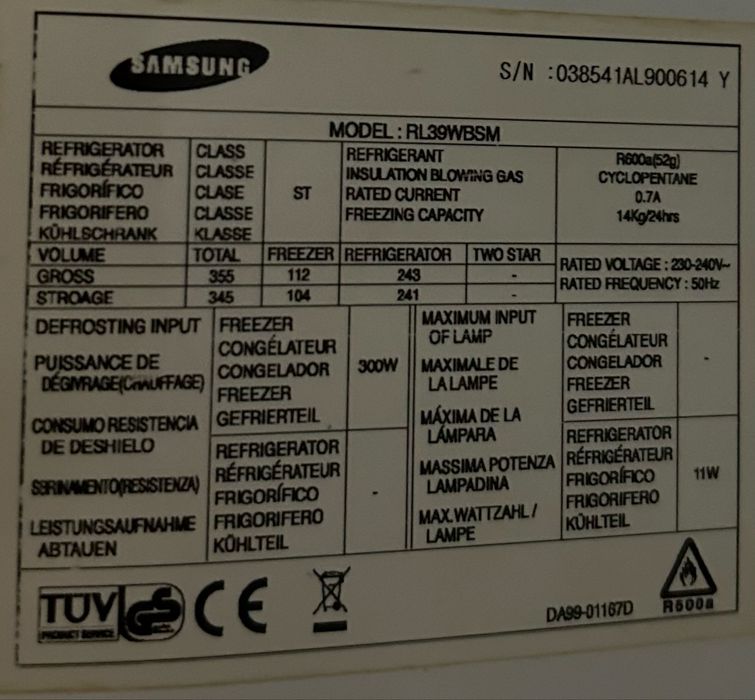 SAMSUNG
S/N :038541AL900614 Y
MODEL : RL39WBSM
REFRIGERATOR
RÉFRIGÉRATEUR
FRIGORÍFICO
FRIGORIFERO
KÜHLSCHRANK
CLASS
CLASSE
CLASE
CLASSE
KLASSE
ST
REFRIGERANT
INSULATION BLOWING GAS
RATED CURRENT
FREEZING CAPACITY
R600a(52g)
CYCLOPENTANE
0.7A
14Kg/24hrs
VOLUME TOTAL FREEZER REFRIGERATOR TWO STAR
GROSS 355 112 243 -
STROAGE 345 104 241 -
RATED VOLTAGE : 230-240V~
RATED FREQUENCY : 50Hz
DEFROSTING INPUT
PUISSANCE DE
DÉGIVRAGE(CHAUFFAGE)
CONSUMO RESISTENCIA
DE DESHIELO
SBRINAMENTO(RESISTENZA)
LEISTUNGSAUFNAHME
ABTAUEN
FREEZER
CONGÉLATEUR
CONGELADOR
FREEZER
GEFRIERTEIL
300W
REFRIGERATOR
RÉFRIGÉRATEUR
FRIGORÍFICO
FRIGORIFERO
KÜHLTEIL
-
MAXIMUM INPUT
OF LAMP
MAXIMALE DE
LA LAMPE
MÁXIMA DE LA
LÁMPARA
MASSIMA POTENZA
LAMPADINA
MAX. WATTZAHL /
LAMPE
FREEZER
CONGÉLATEUR
CONGELADOR
FREEZER
GEFRIERTEIL
-
REFRIGERATOR
RÉFRIGÉRATEUR
FRIGORÍFICO
FRIGORIFERO
KÜHLTEIL
11W
TÜV
PRODUCT SERVICE
GS
CE
DA99-01167D
R600a